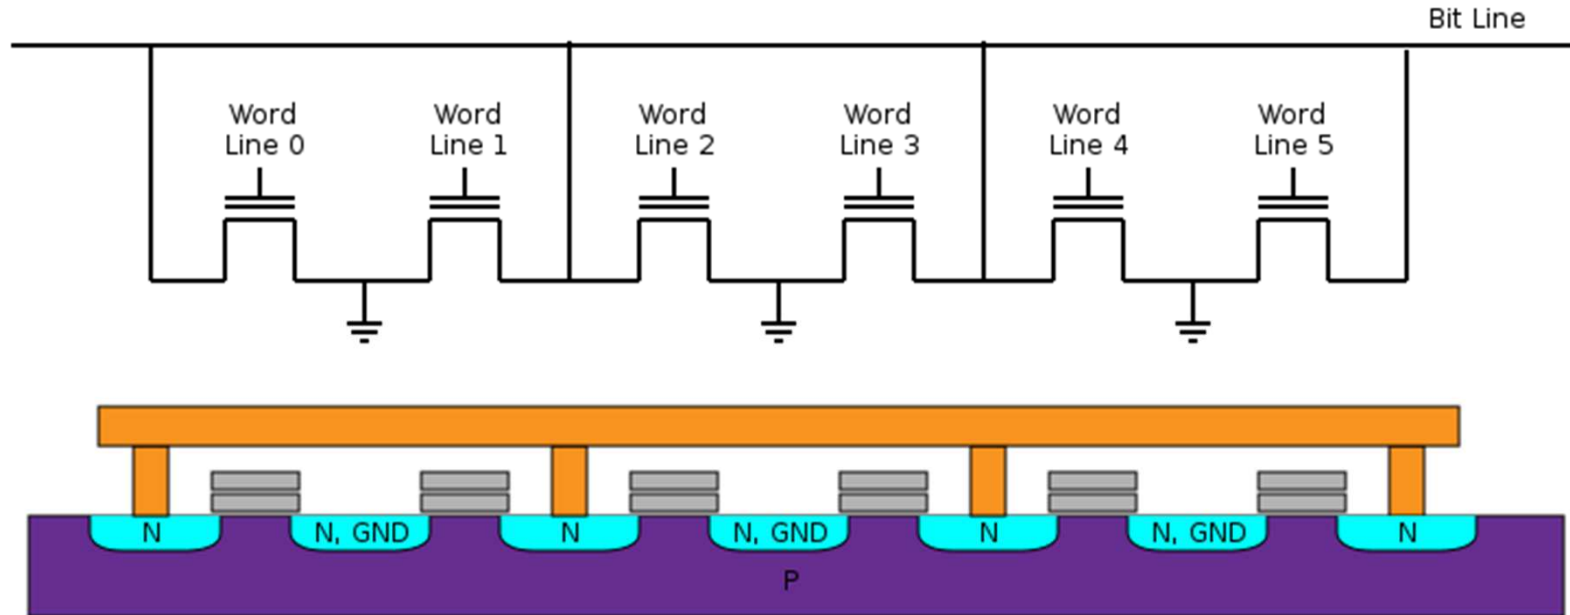 Bit Line
Word
Line 0
Word
Line 1
Word
Line 2
Word
Line 3
Word
Line 4
Word
Line 5
N
N, GND
N
N, GND
N
N, GND
N
P